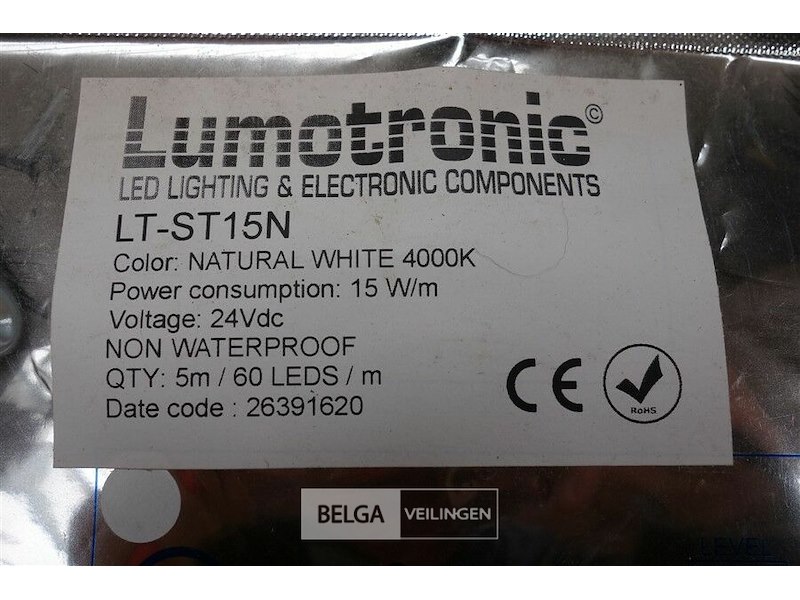 Lumotronic©
LED LIGHTING & ELECTRONIC COMPONENTS
LT-ST15N
Color: NATURAL WHITE 4000K
Power consumption: 15 W/m
Voltage: 24Vdc
NON WATERPROOF
QTY: 5m / 60 LEDS / m
Date code : 26391620
CE
RoHS
BELGA VEILINGEN
LEVEL